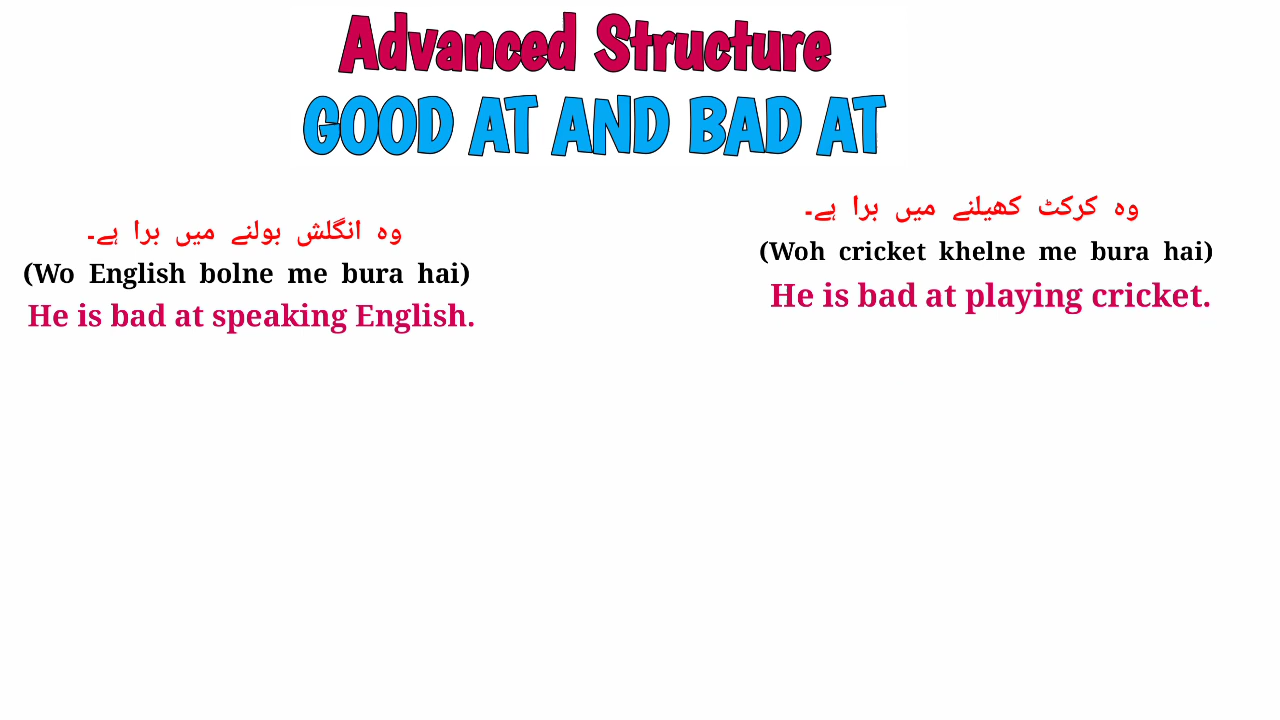 Advanced Structure
GOOD AT AND BAD AT
وہ انگلش بولنے میں برا ہے۔
(Wo English bolne me bura hai)
He is bad at speaking English.
وہ کرکٹ کھیلنے میں برا ہے۔
(Woh cricket khelne me bura hai)
He is bad at playing cricket.